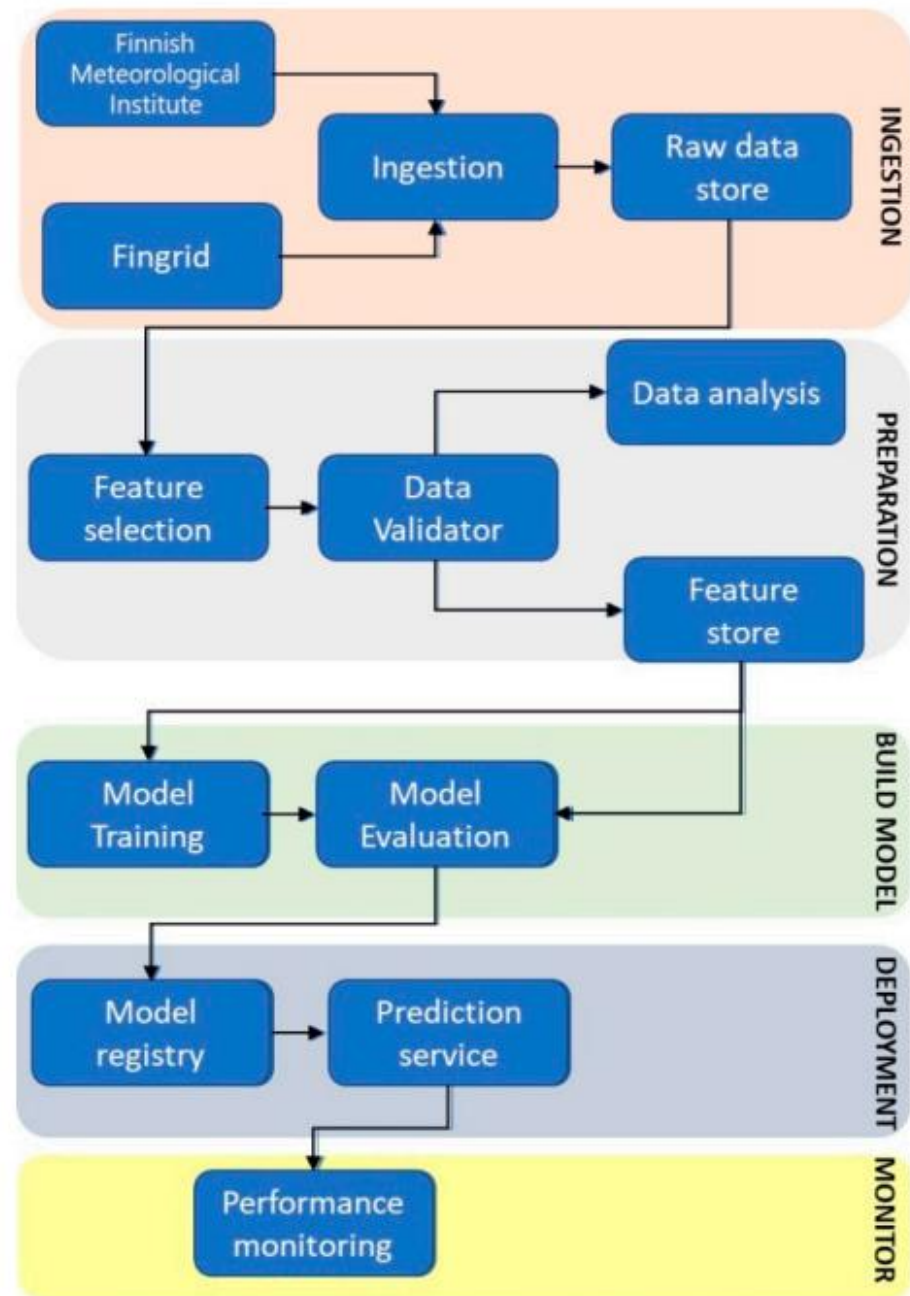 Finnish
Meteorological
Institute
Ingestion
Raw data
store
Fingrid
INGESTION
Data analysis
Feature
selection
Data
Validator
Feature
store
PREPARATION
Model
Training
Model
Evaluation
BUILD MODEL
Model
registry
Prediction
service
DEPLOYMENT
Performance
monitoring
MONITOR